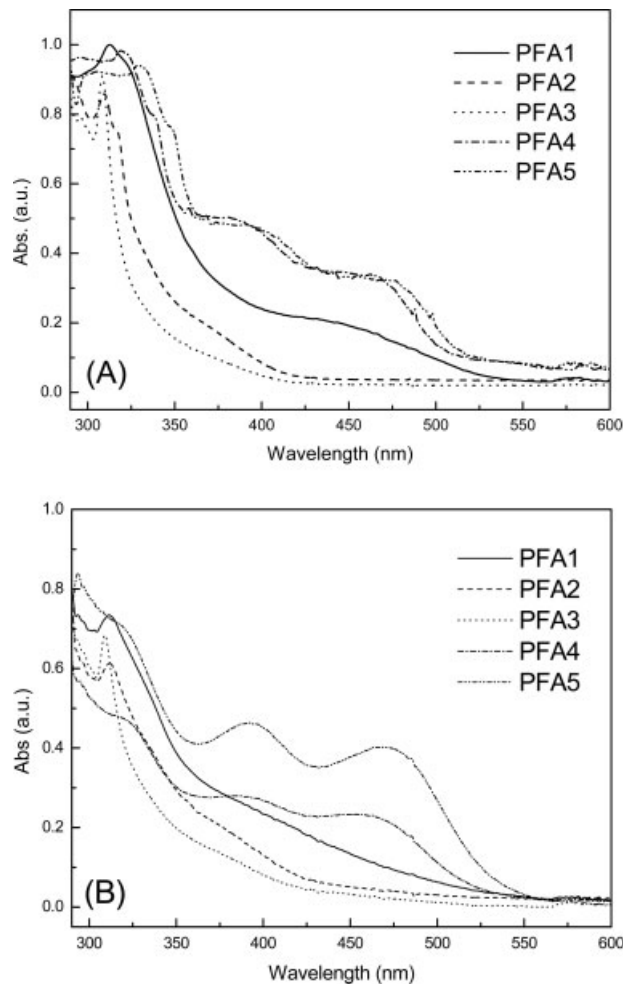 1.0
PFA1
PFA2
PFA3
PFA4
PFA5
0.8
0.6
0.4
0.2
0.0
Abs. (a.u.)
(A)
300 350 400 450 500 550 600
Wavelength (nm)
1.0
PFA1
PFA2
PFA3
PFA4
PFA5
0.8
0.6
0.4
0.2
0.0
Abs (a.u.)
(B)
300 350 400 450 500 550 600
Wavelength (nm)